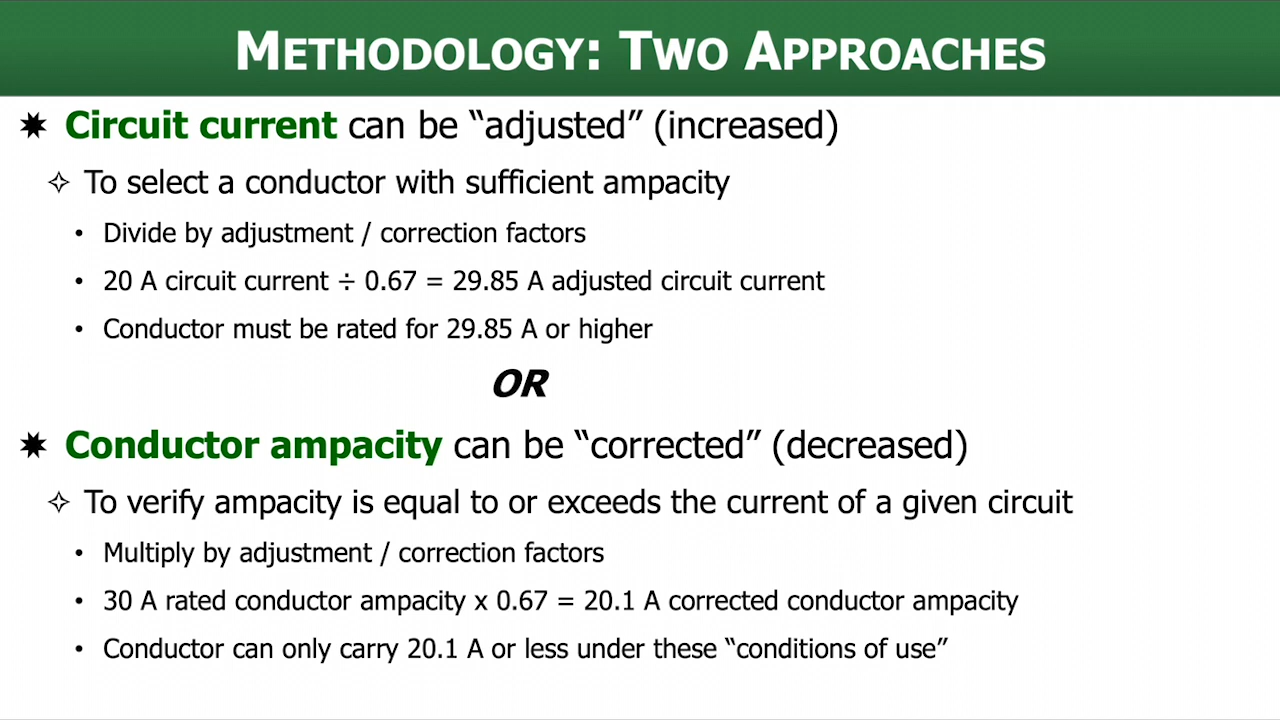 METHODOLOGY: TWO APPROACHES
✷ Circuit current can be “adjusted” (increased)
✧ To select a conductor with sufficient ampacity
• Divide by adjustment / correction factors
• 20 A circuit current ÷ 0.67 = 29.85 A adjusted circuit current
• Conductor must be rated for 29.85 A or higher
OR
✷ Conductor ampacity can be “corrected” (decreased)
✧ To verify ampacity is equal to or exceeds the current of a given circuit
• Multiply by adjustment / correction factors
• 30 A rated conductor ampacity x 0.67 = 20.1 A corrected conductor ampacity
• Conductor can only carry 20.1 A or less under these “conditions of use”